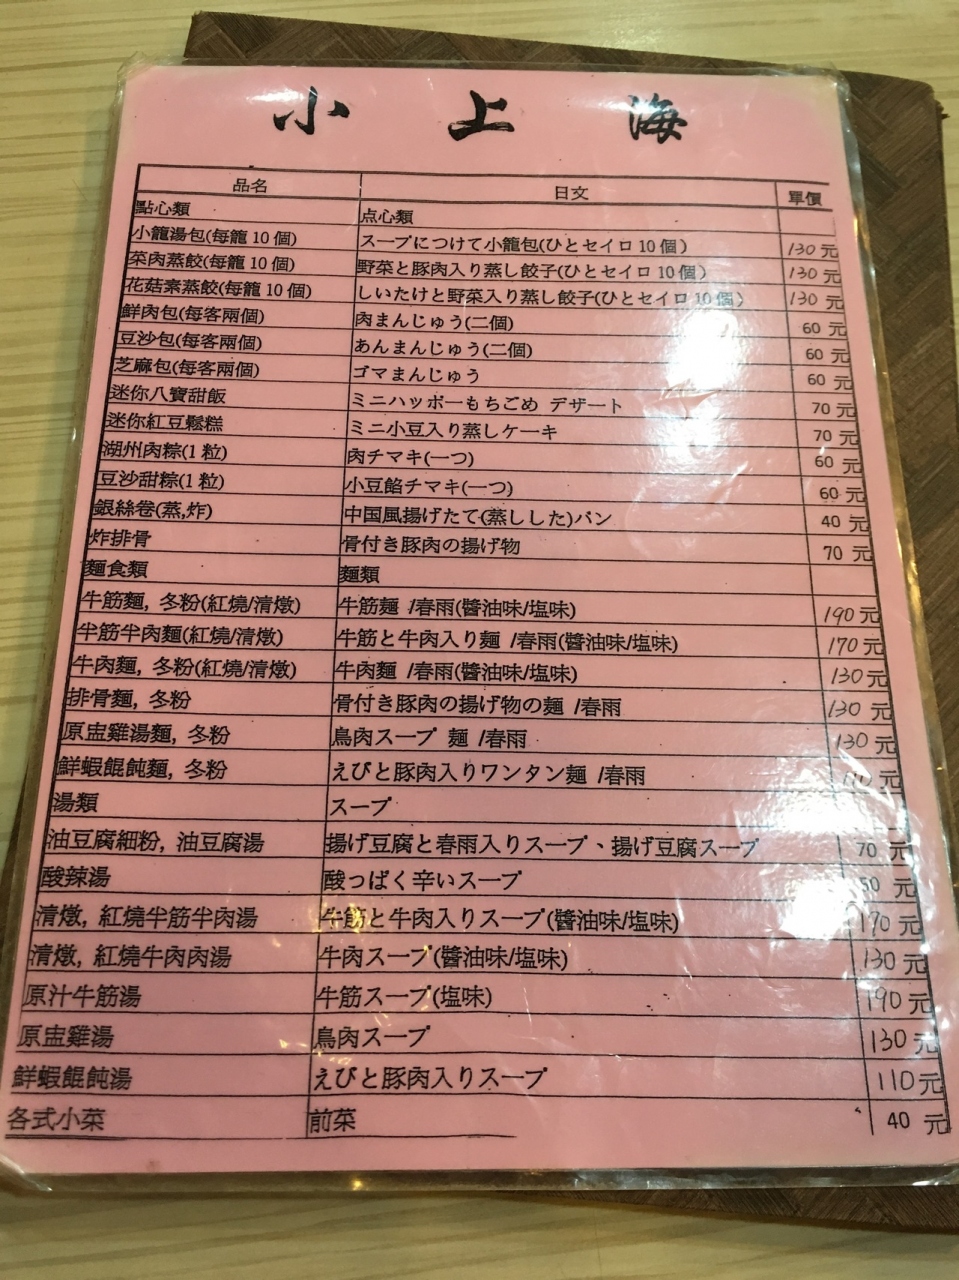 小 上 海
品名 日文 單價
點心類 点心類
小籠湯包(每籠 10 個) スープにつけて小籠包(ひとセイロ 10 個) 130 元
菜肉蒸餃(每籠 10 個) 野菜と豚肉入り蒸し餃子(ひとセイロ 10 個) 130 元
花菇素蒸餃(每籠 10 個) しいたけと野菜入り蒸し餃子(ひとセイロ 10 個) 130 元
鮮肉包(每客兩個) 肉まんじゅう(二個) 60 元
豆沙包(每客兩個) あんまんじゅう(二個) 60 元
芝麻包(每客兩個) ゴマまんじゅう 60 元
迷你八寶甜飯 ミニハッボーもちごめ デザート 70 元
迷你紅豆鬆糕 ミニ小豆入り蒸しケーキ 70 元
湖州肉粽(1 粒) 肉チマキ(一つ) 60 元
豆沙甜粽(1 粒) 小豆餡チマキ(一つ) 60 元
銀絲卷(蒸,炸) 中国風揚げたて(蒸しした)パン 40 元
炸排骨 骨付き豚肉の揚げ物 70 元
麵食類 麵類
牛筋麵, 冬粉(紅燒/清燉) 牛筋麵 /春雨(醬油味/塩味) 190 元
半筋半肉麵(紅燒/清燉) 牛筋と牛肉入り麵 /春雨(醬油味/塩味) 170 元
牛肉麵, 冬粉(紅燒/清燉) 牛肉麵 /春雨(醬油味/塩味) 130 元
排骨麵, 冬粉 骨付き豚肉の揚げ物の麵 /春雨 130 元
原盅雞湯麵, 冬粉 鳥肉スープ 麵 /春雨 130 元
鮮蝦餛飩麵, 冬粉 えびと豚肉入りワンタン麵 /春雨 元
湯類 スープ
油豆腐細粉, 油豆腐湯 揚げ豆腐と春雨入りスープ、揚げ豆腐スープ 70 元
酸辣湯 酸っぱく辛いスープ 元
清燉, 紅燒半筋半肉湯 牛筋と牛肉入りスープ(醬油味/塩味) 170 元
清燉, 紅燒牛肉肉湯 牛肉スープ(醬油味/塩味) 130 元
原汁牛筋湯 牛筋スープ(塩味) 190 元
原盅雞湯 鳥肉スープ 130 元
鮮蝦餛飩湯 えびと豚肉入りスープ 110 元
各式小菜 前菜 40 元